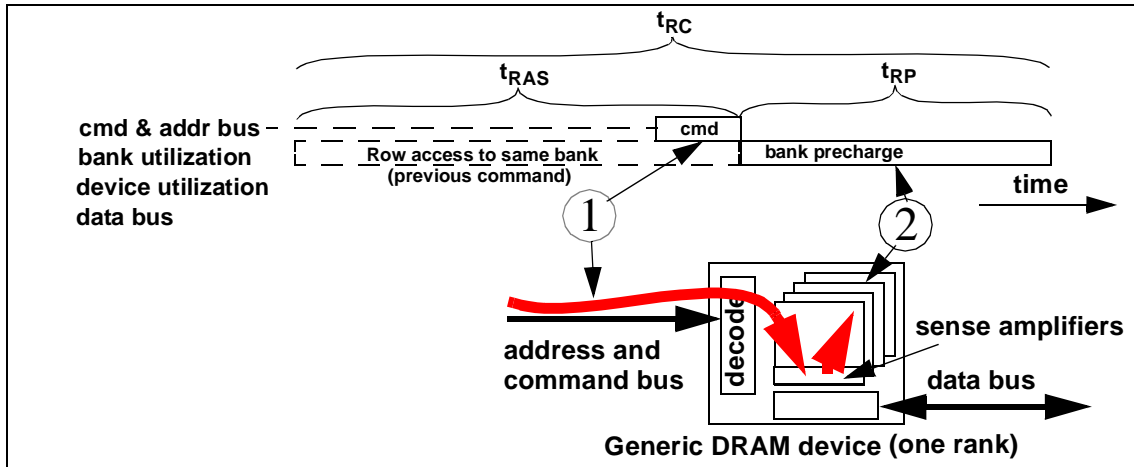 tRC
tRAS
tRP
cmd & addr bus
cmd
bank utilization
Row access to same bank
bank precharge
device utilization
(previous command)
data bus
time
1
2
decode
sense amplifiers
address and
command bus
data bus
Generic DRAM device (one rank)